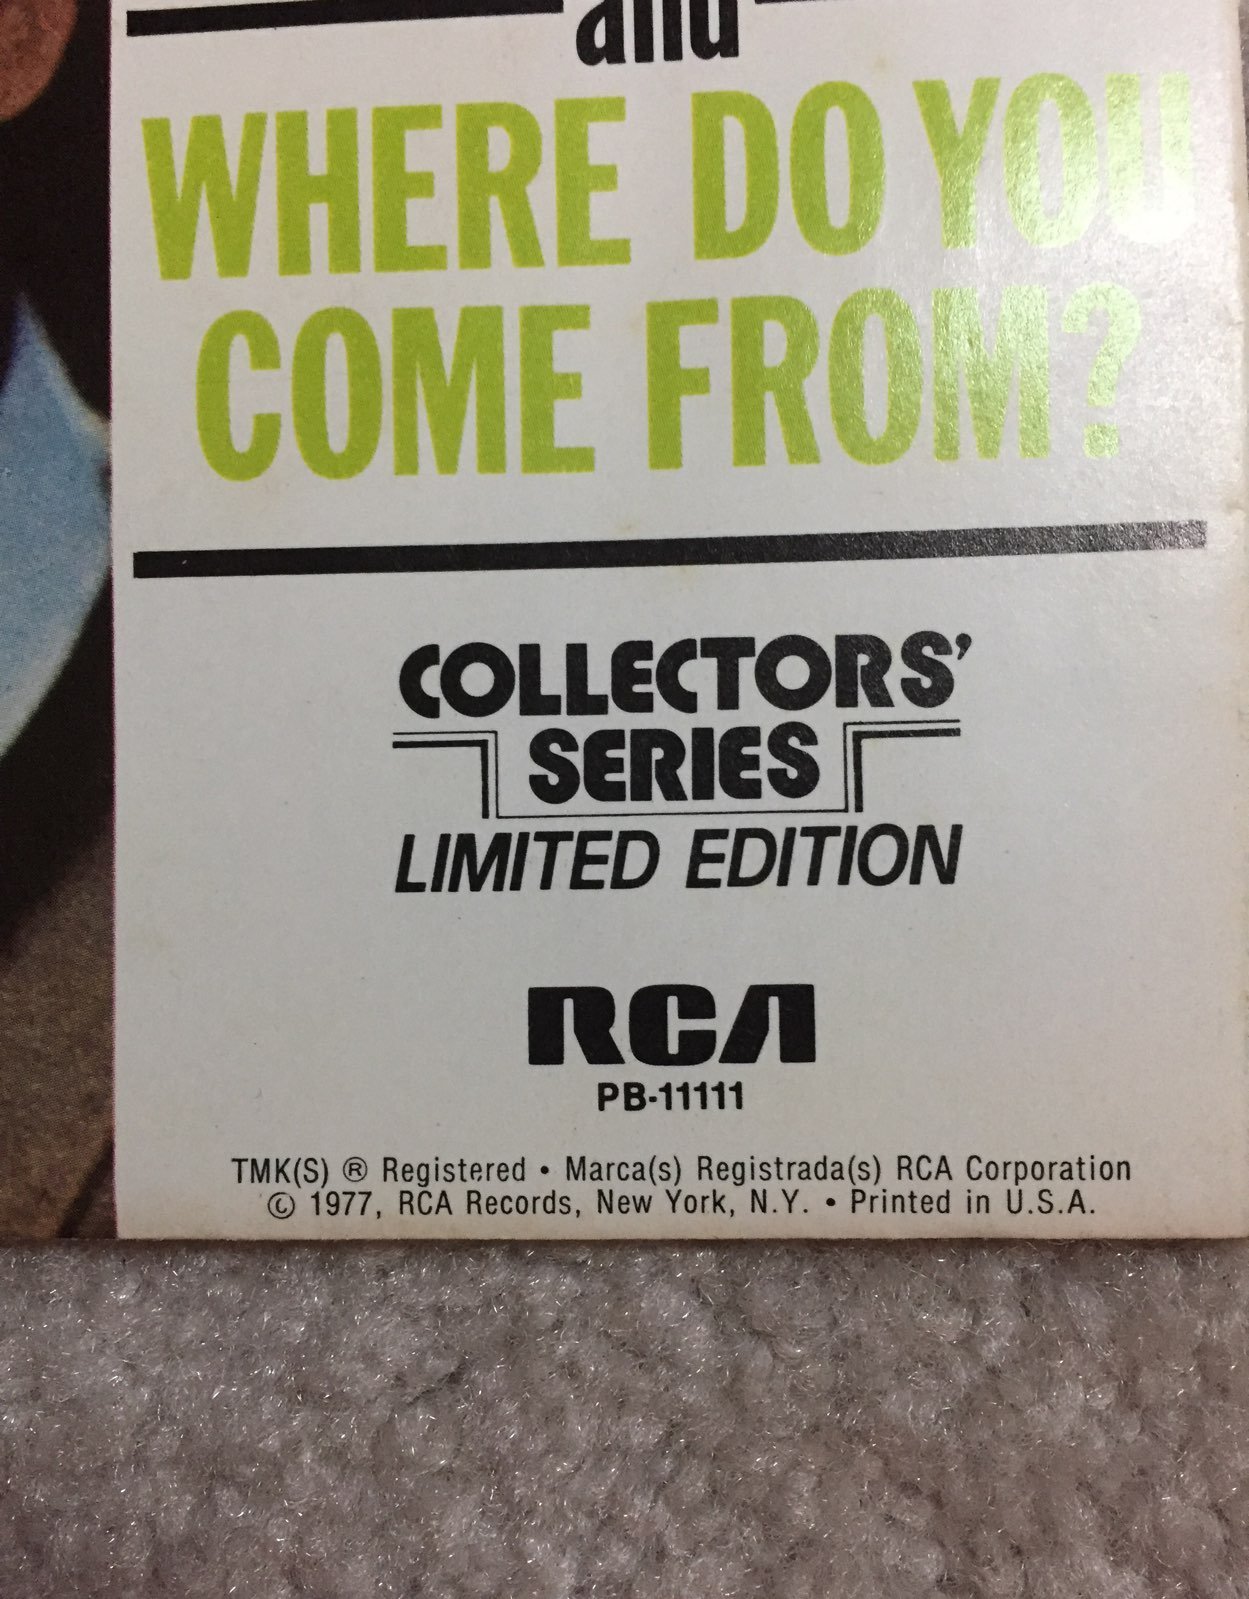 and
WHERE DO YOU
COME FROM?
COLLECTORS'
SERIES
LIMITED EDITION
RCA
PB-11111
TMK(S) ® Registered • Marca(s) Registrada(s) RCA Corporation
© 1977, RCA Records, New York, N.Y. • Printed in U.S.A.